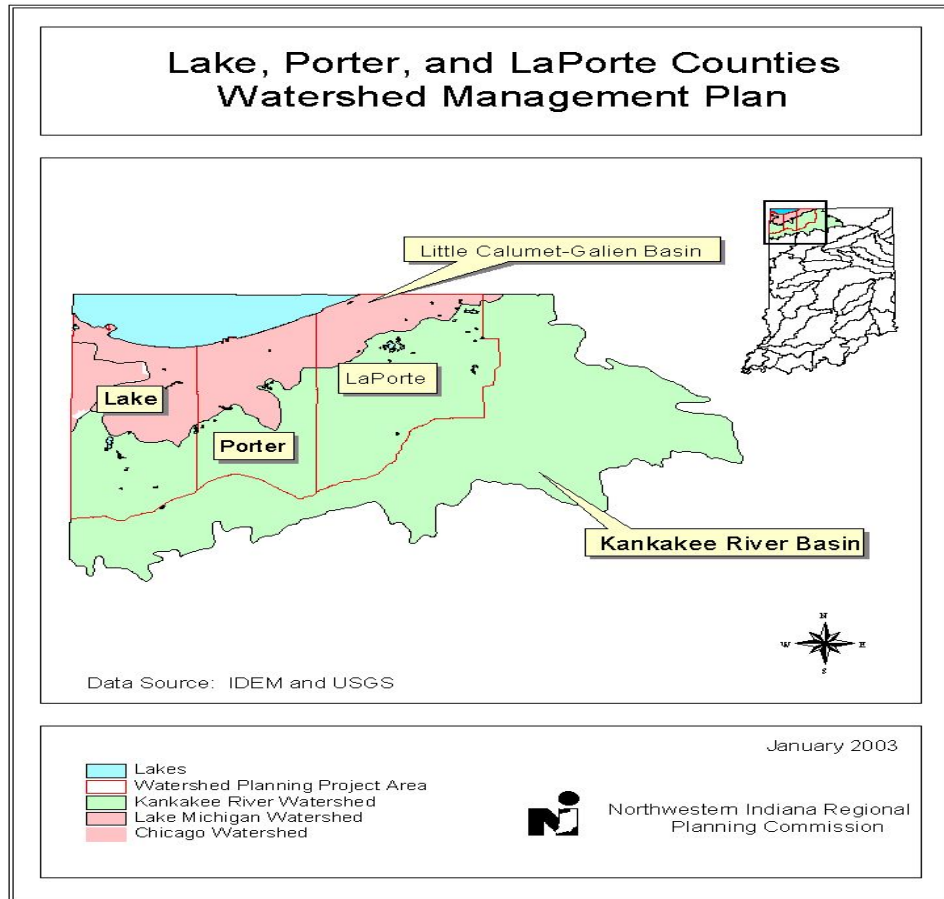 Lake, Porter, and LaPorte Counties
Watershed Management Plan
Little Calumet-Galien Basin
LaPorte
Lake
Porter
Kankakee River Basin
N
W
E
S
Data Source: IDEM and USGS
January 2003
Lakes
Watershed Planning Project Area
Kankakee River Watershed
Lake Michigan Watershed
Chicago Watershed
Northwestern Indiana Regional
Planning Commission